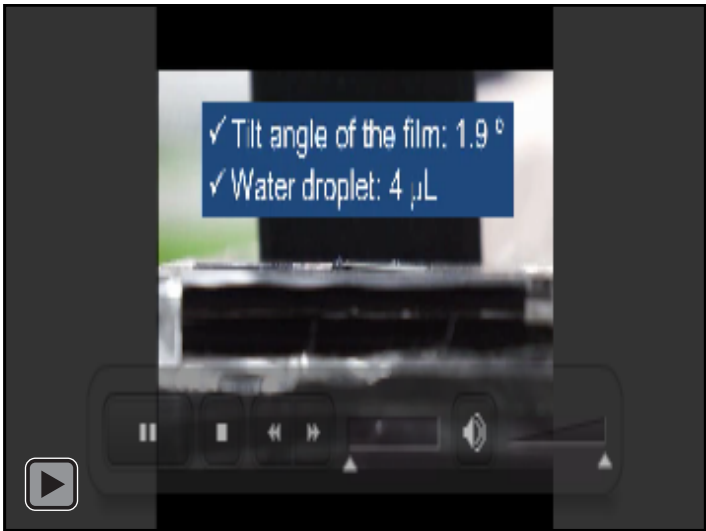 ✓ Tilt angle of the film: 1.9 °
✓ Water droplet: 4 µL